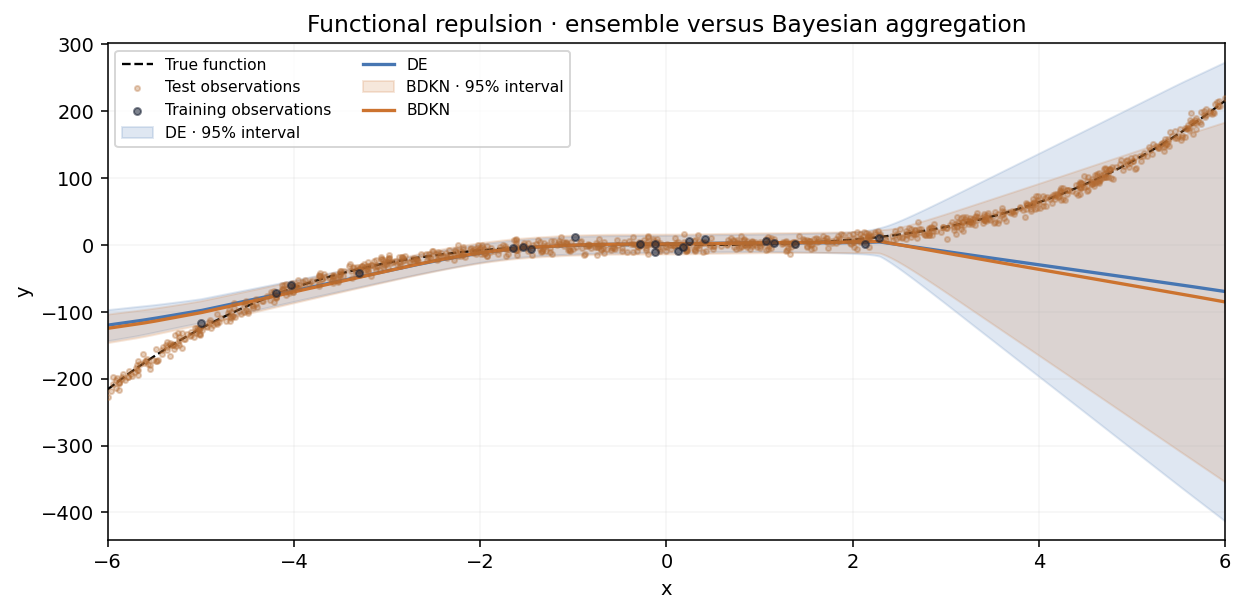 Functional repulsion · ensemble versus Bayesian aggregation
True function
Test observations
Training observations
DE · 95% interval
DE
BDKN · 95% interval
BDKN
300
200
100
0
−100
−200
−300
−400
y
−6
−4
−2
0
2
4
6
x